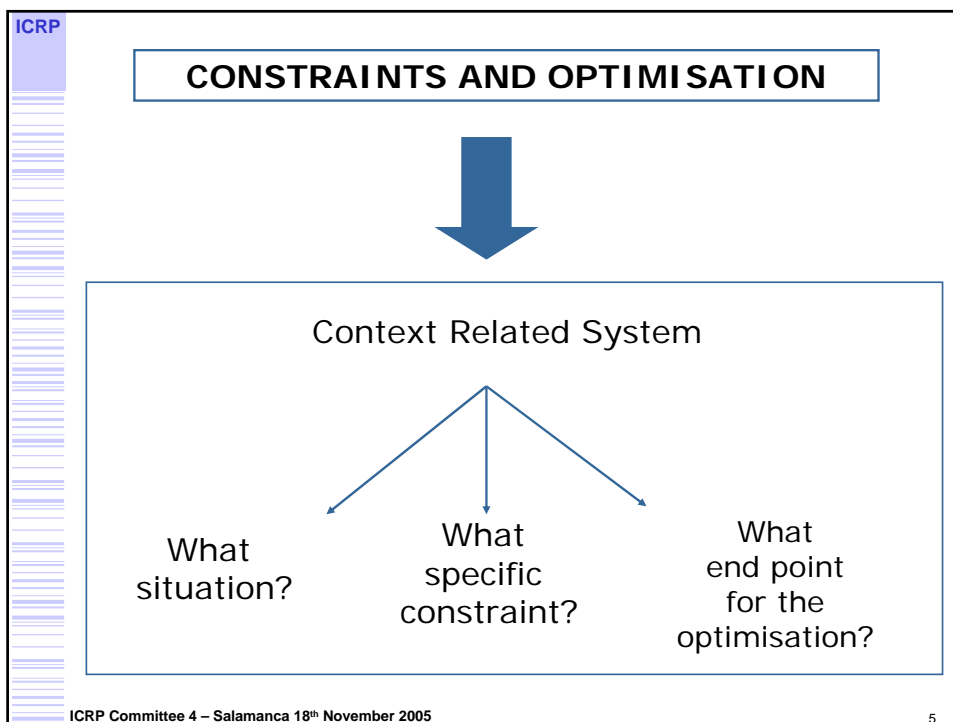 ICRP
CONSTRAINTS AND OPTIMISATION
Context Related System
What
situation?
What
specific
constraint?
What
end point
for the
optimisation?
ICRP Committee 4 – Salamanca 18th November 2005
5